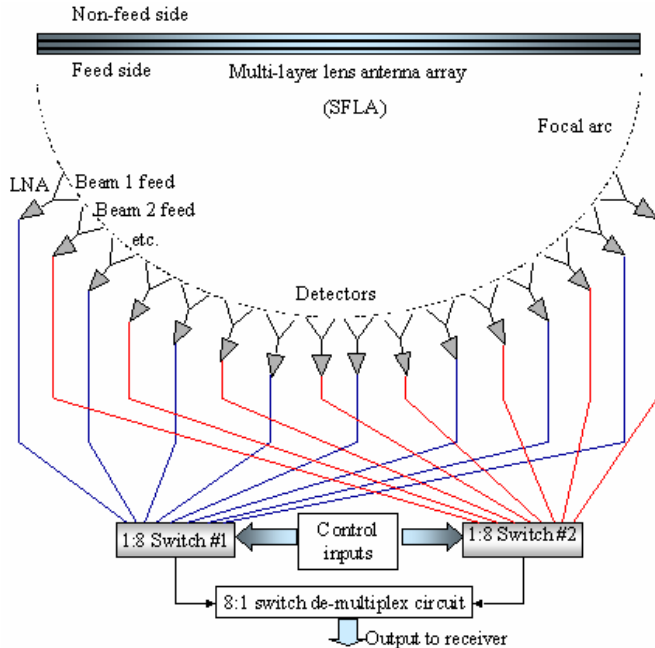 Non-feed side
Feed side
Multi-layer lens antenna array
(SFLA)
Focal arc
LNA
Beam 1 feed
Beam 2 feed
etc.
Detectors
1:8 Switch #1
Control
inputs
1:8 Switch #2
8:1 switch de-multiplex circuit
Output to receiver